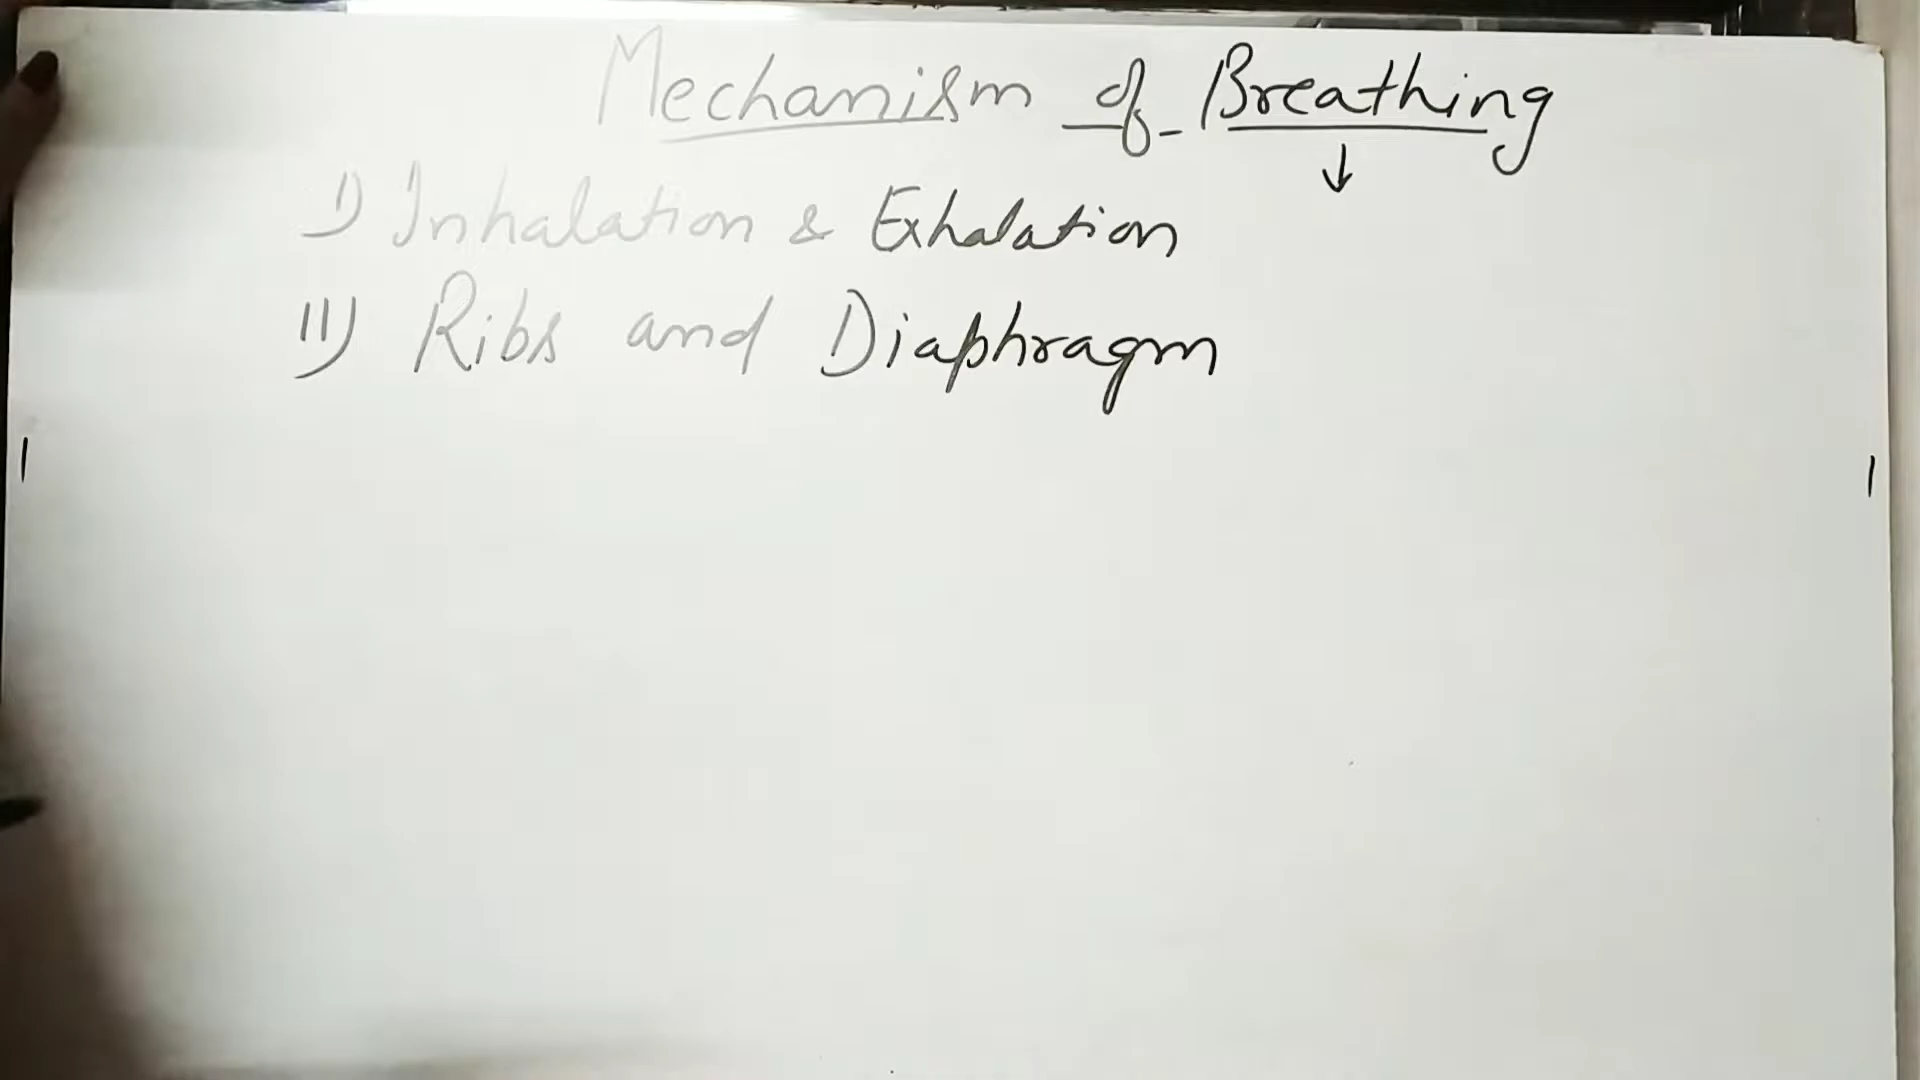 Mechanism of Breathing
↓
I) Inhalation & Exhalation
II) Ribs and Diaphragm